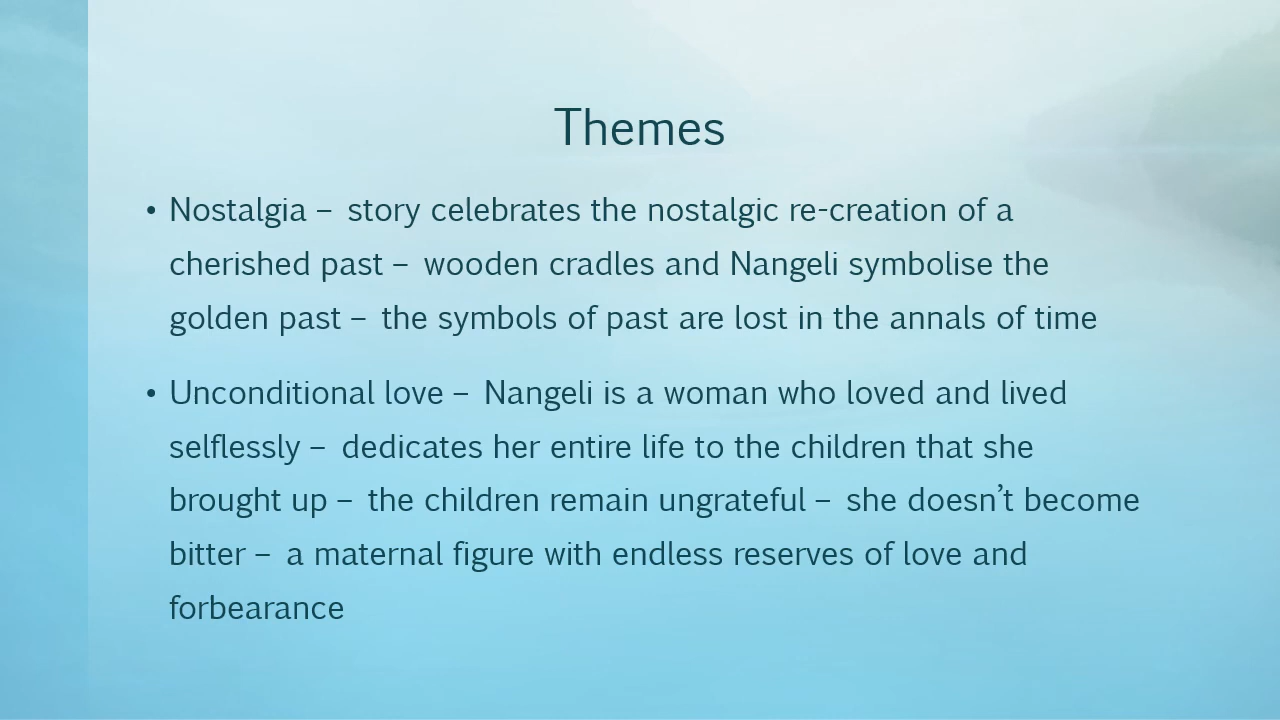 Themes
• Nostalgia – story celebrates the nostalgic re-creation of a
cherished past – wooden cradles and Nangeli symbolise the
golden past – the symbols of past are lost in the annals of time
• Unconditional love – Nangeli is a woman who loved and lived
selflessly – dedicates her entire life to the children that she
brought up – the children remain ungrateful – she doesn’t become
bitter – a maternal figure with endless reserves of love and
forbearance